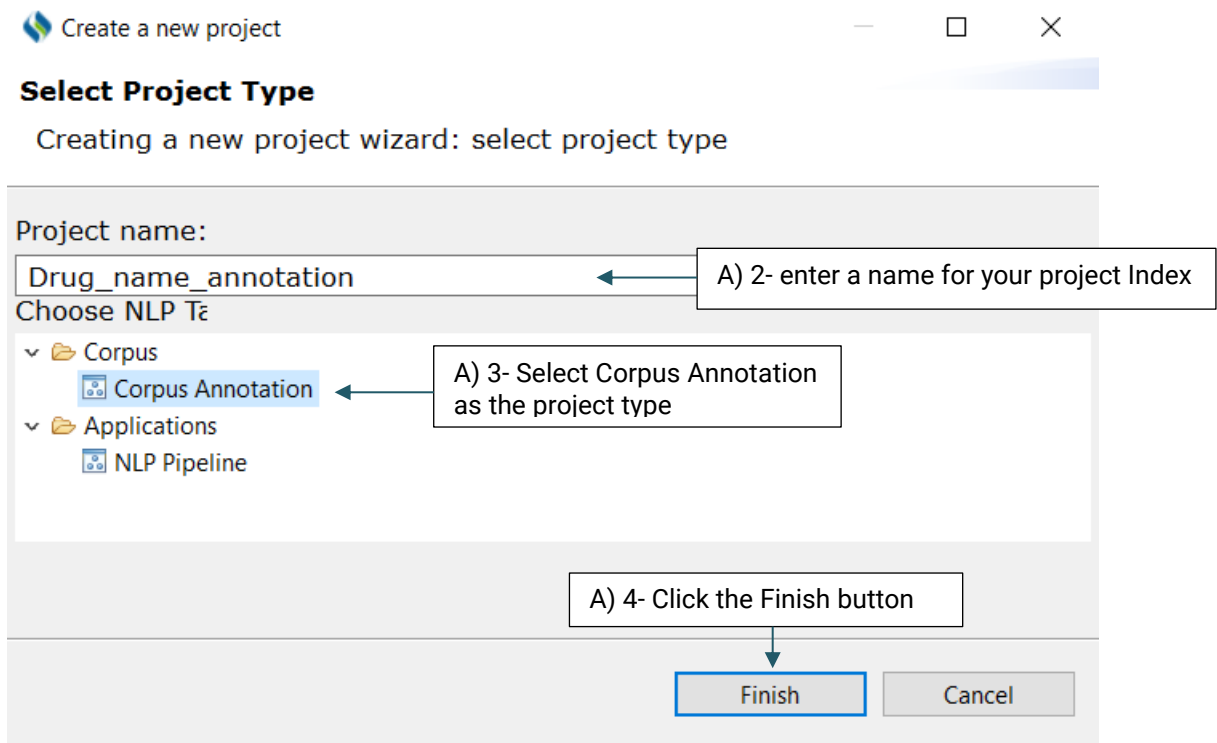 Create a new project
Select Project Type
Creating a new project wizard: select project type
Project name:
Drug_name_annotation
A) 2- enter a name for your project Index
Choose NLP Ta
Corpus
Corpus Annotation
A) 3- Select Corpus Annotation
as the project type
Applications
NLP Pipeline
A) 4- Click the Finish button
Finish
Cancel